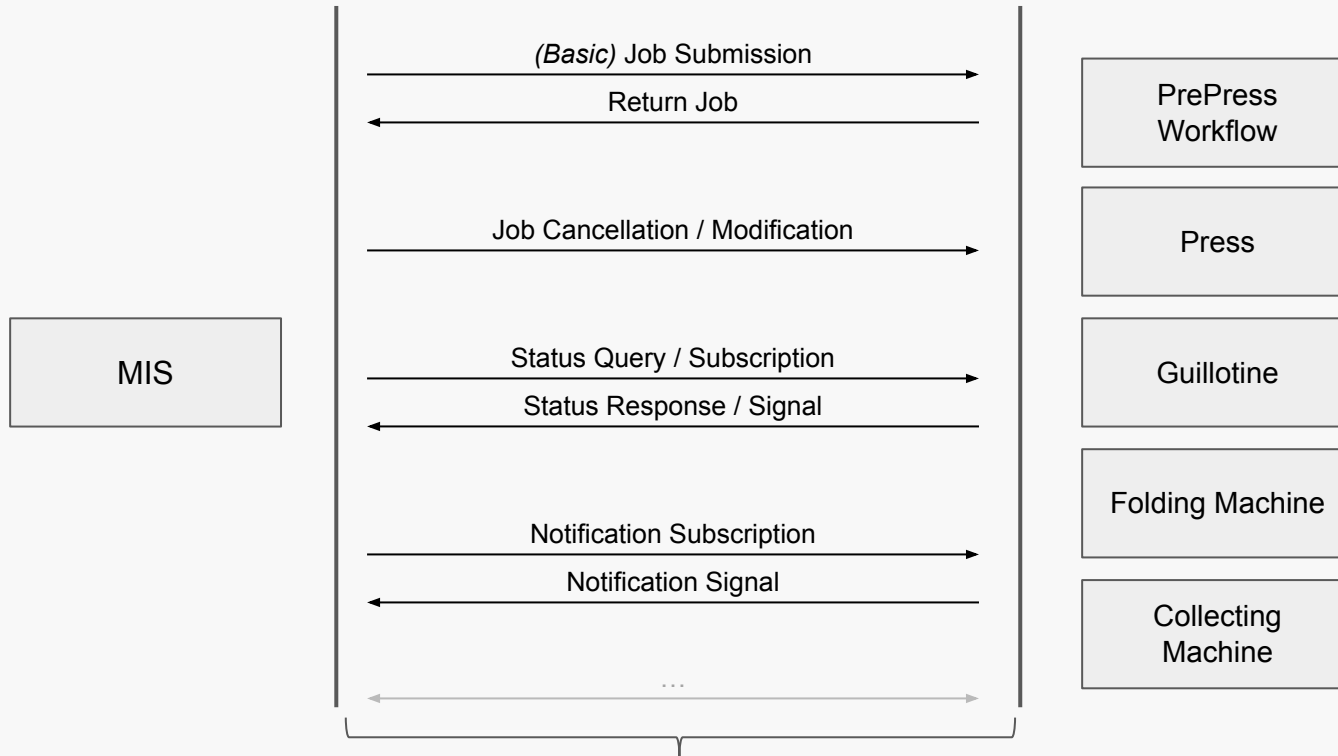 (Basic) Job Submission
Return Job
Job Cancellation / Modification
Status Query / Subscription
Status Response / Signal
Notification Subscription
Notification Signal
...
MIS
PrePress
Workflow
Press
Guillotine
Folding Machine
Collecting
Machine